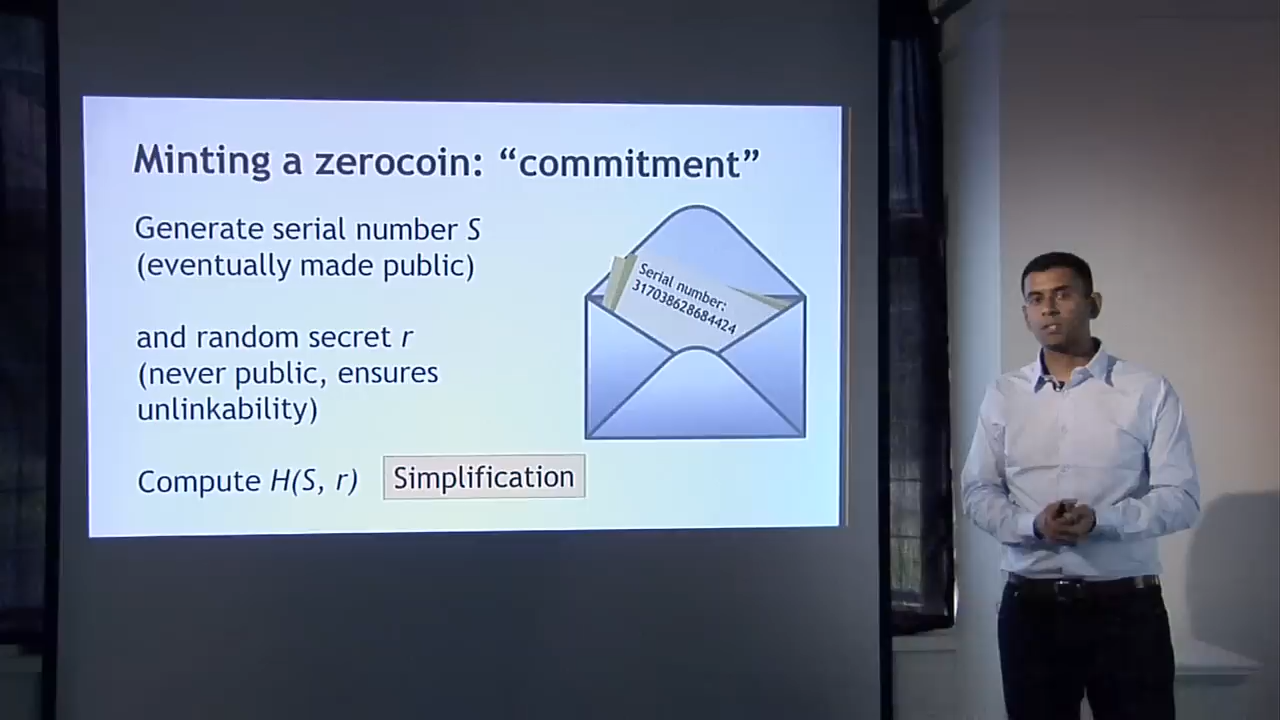 Minting a zerocoin: “commitment”
Generate serial number S
(eventually made public)
and random secret r
(never public, ensures
unlinkability)
Compute H(S, r)
Simplification
Serial number:
317038628684424